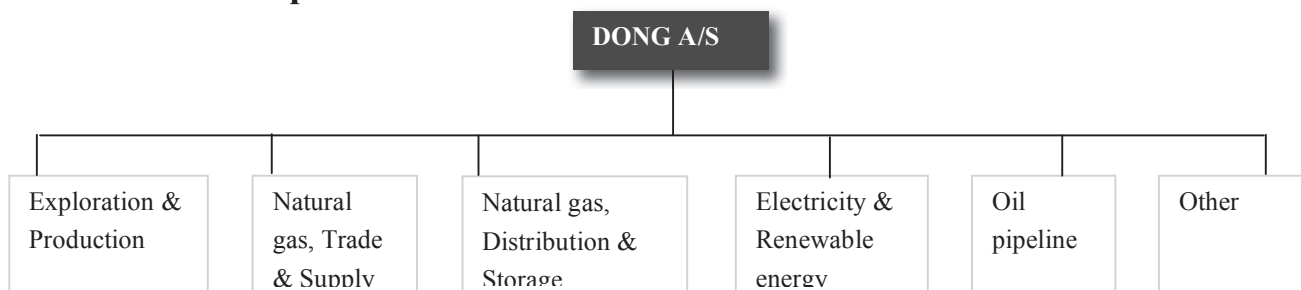 DONG A/S
Exploration &
Production
Natural
gas, Trade
& Supply
Natural gas,
Distribution &
Storage
Electricity &
Renewable
energy
Oil
pipeline
Other